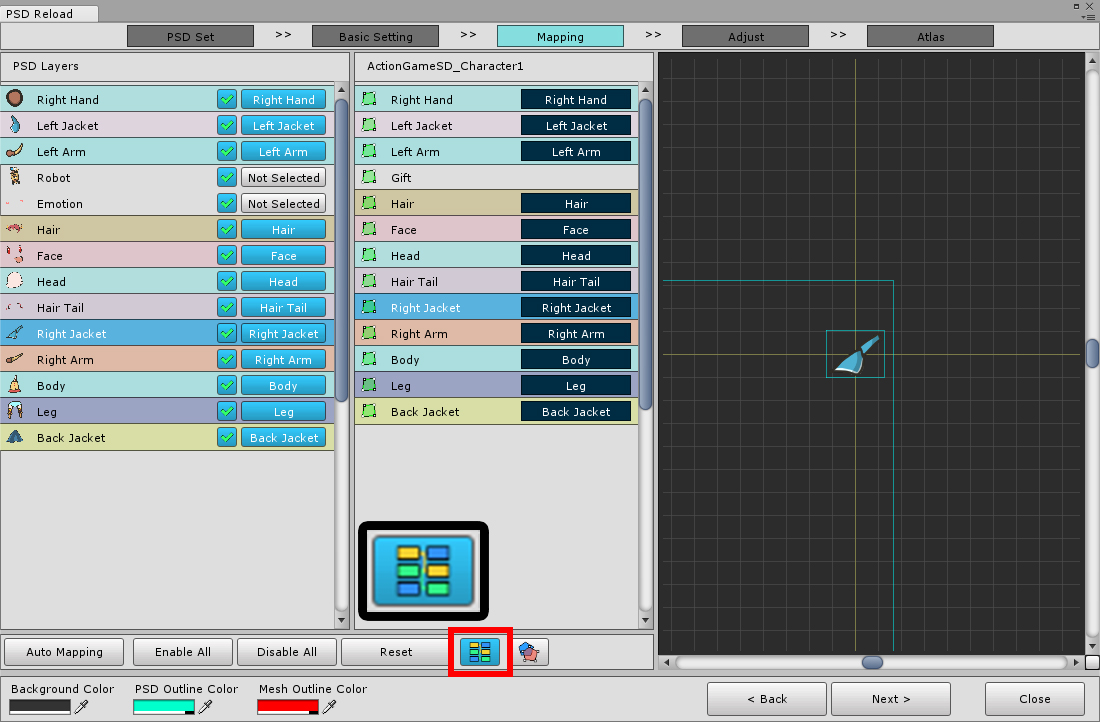 PSD Reload
PSD Set >> Basic Setting >> Mapping >> Adjust >> Atlas
PSD Layers
Right Hand Right Hand
Left Jacket Left Jacket
Left Arm Left Arm
Robot Not Selected
Emotion Not Selected
Hair Hair
Face Face
Head Head
Hair Tail Hair Tail
Right Jacket Right Jacket
Right Arm Right Arm
Body Body
Leg Leg
Back Jacket Back Jacket
ActionGameSD_Character1
Right Hand Right Hand
Left Jacket Left Jacket
Left Arm Left Arm
Gift
Hair Hair
Face Face
Head Head
Hair Tail Hair Tail
Right Jacket Right Jacket
Right Arm Right Arm
Body Body
Leg Leg
Back Jacket Back Jacket
Auto Mapping Enable All Disable All Reset
Background Color PSD Outline Color Mesh Outline Color
< Back Next > Close